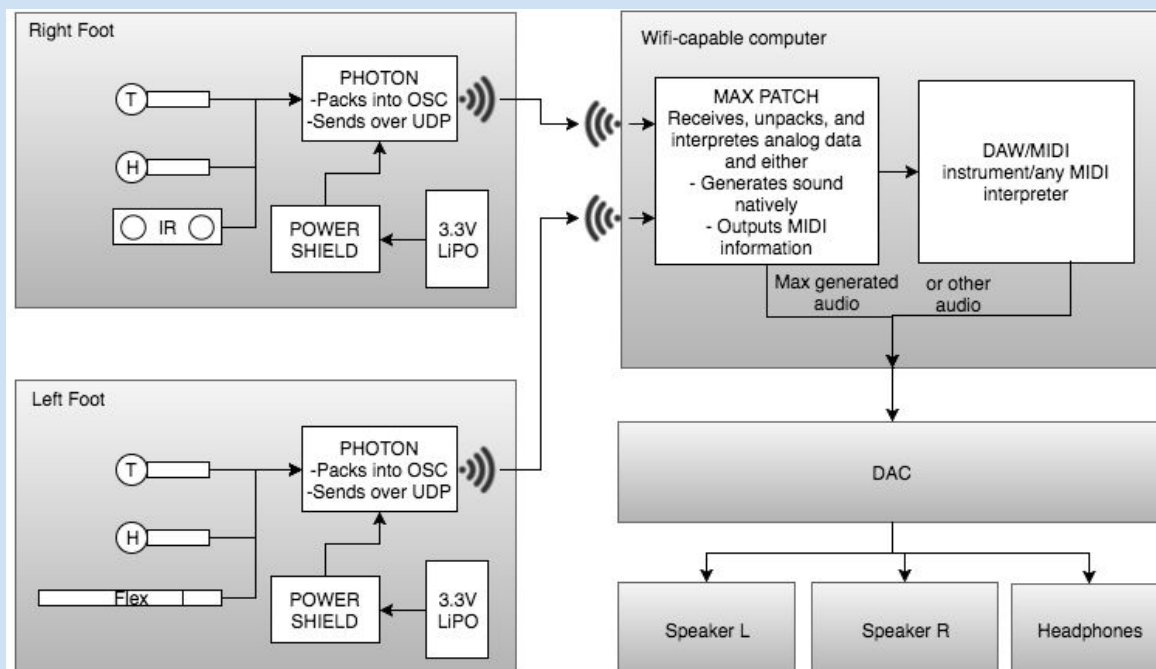 Right Foot
T
H
IR
PHOTON
-Packs into OSC
-Sends over UDP
POWER
SHIELD
3.3V
LiPO
Left Foot
T
H
Flex
PHOTON
-Packs into OSC
-Sends over UDP
POWER
SHIELD
3.3V
LiPO
Wifi-capable computer
MAX PATCH
Receives, unpacks, and
interpretes analog data
and either
- Generates sound
natively
- Outputs MIDI
information
DAW/MIDI
instrument/any MIDI
interpreter
Max generated
audio
or other
audio
DAC
Speaker L
Speaker R
Headphones